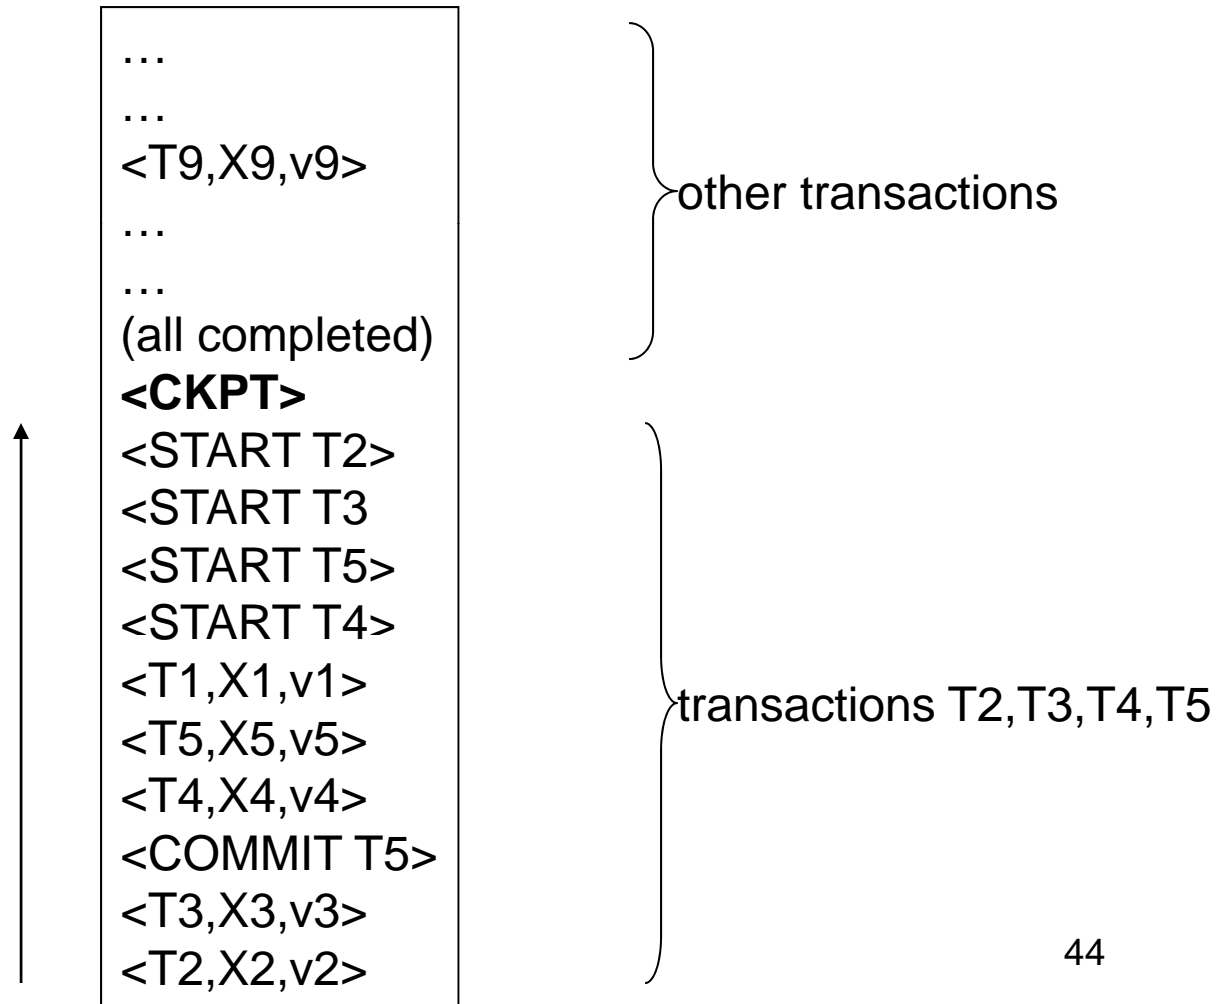 …
…
<T9,X9,v9>
other transactions
…
…
(all completed)
<CKPT>
<START T2>
<START T3
<START T5>
<START T4>
<T1,X1,v1>
transactions T2,T3,T4,T5
<T5,X5,v5>
<T4,X4,v4>
<COMMIT T5>
<T3,X3,v3>
<T2,X2,v2>
44